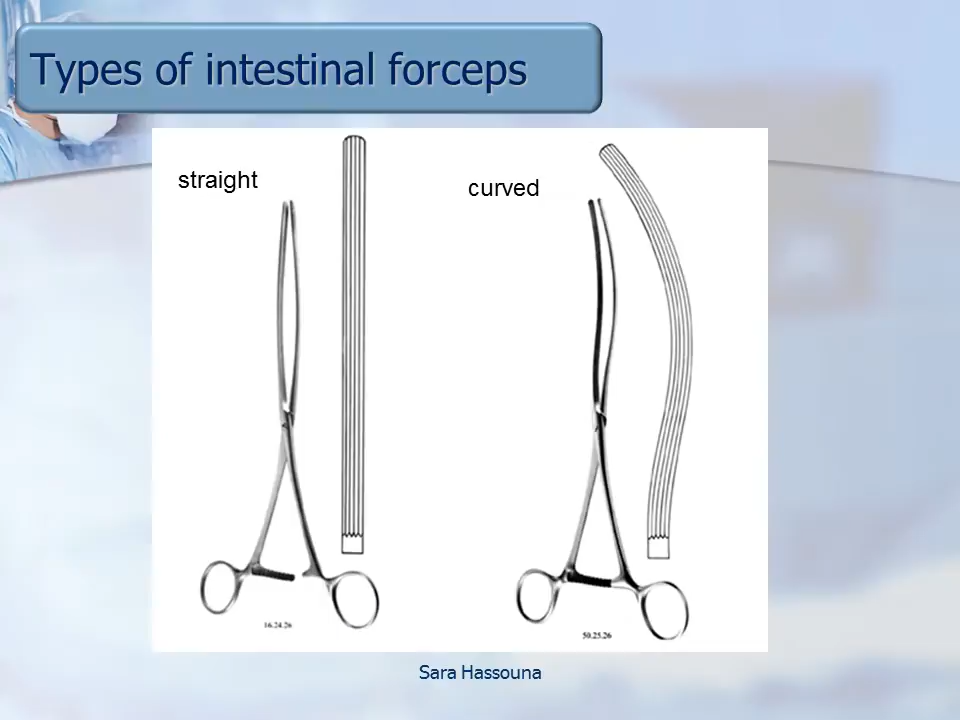 Types of intestinal forceps
straight
curved
16.24.26
50.25.26
Sara Hassouna